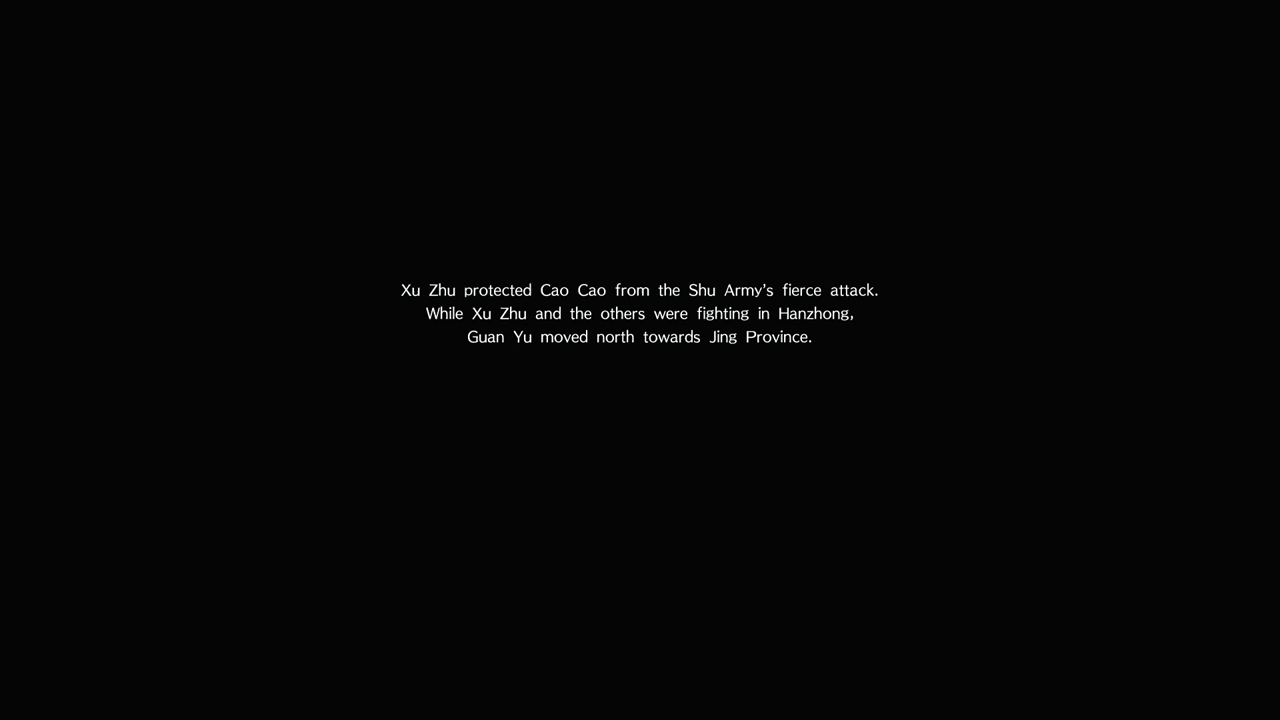 Xu Zhu protected Cao Cao from the Shu Army's fierce attack.
While Xu Zhu and the others were fighting in Hanzhong,
Guan Yu moved north towards Jing Province.